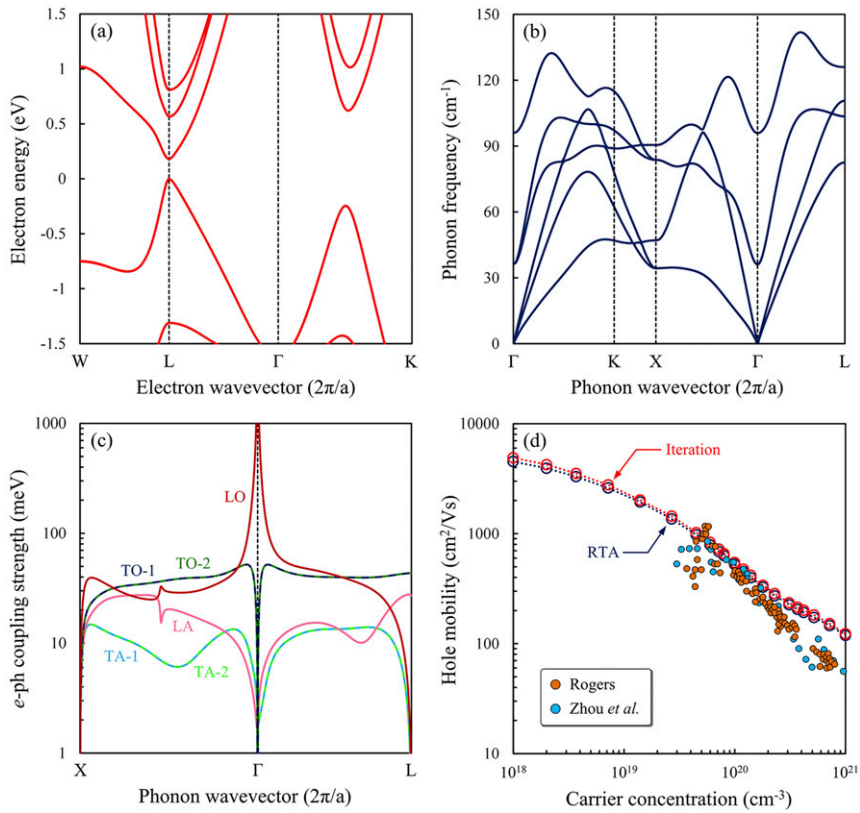 (a)
1.5
1
0.5
0
-0.5
-1
-1.5
Electron energy (eV)
W L Γ K
Electron wavevector (2π/a)
(b)
150
120
90
60
30
0
Phonon frequency (cm⁻¹)
Γ K X Γ L
Phonon wavevector (2π/a)
(c)
1000
100
10
1
e-ph coupling strength (meV)
LO
TO-1 TO-2
LA
TA-1
TA-2
X Γ L
Phonon wavevector (2π/a)
(d)
10000
1000
100
10
Hole mobility (cm²/Vs)
Iteration
RTA
Rogers
Zhou et al.
10¹⁸ 10¹⁹ 10²⁰ 10²¹
Carrier concentration (cm⁻³)